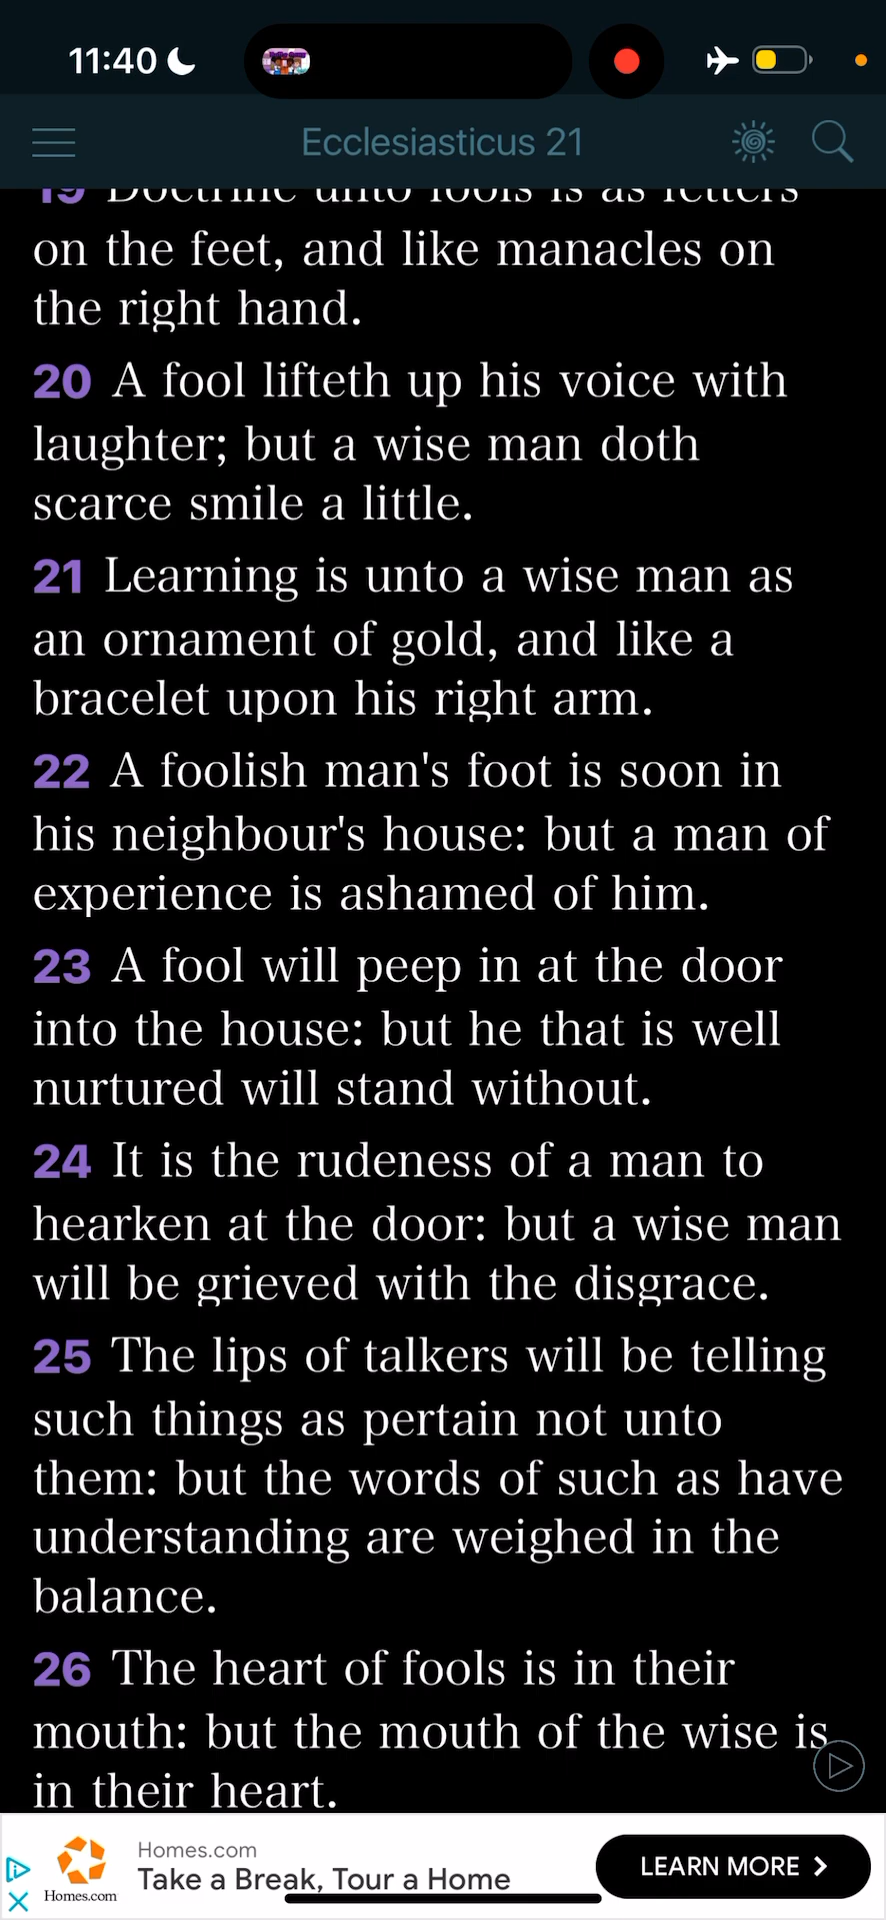 11:40
Ecclesiasticus 21
19 Doctrine unto fools is as fetters
on the feet, and like manacles on
the right hand.
20 A fool lifteth up his voice with
laughter; but a wise man doth
scarce smile a little.
21 Learning is unto a wise man as
an ornament of gold, and like a
bracelet upon his right arm.
22 A foolish man's foot is soon in
his neighbour's house: but a man of
experience is ashamed of him.
23 A fool will peep in at the door
into the house: but he that is well
nurtured will stand without.
24 It is the rudeness of a man to
hearken at the door: but a wise man
will be grieved with the disgrace.
25 The lips of talkers will be telling
such things as pertain not unto
them: but the words of such as have
understanding are weighed in the
balance.
26 The heart of fools is in their
mouth: but the mouth of the wise is
in their heart.
Homes.com
Take a Break, Tour a Home
Homes.com
LEARN MORE